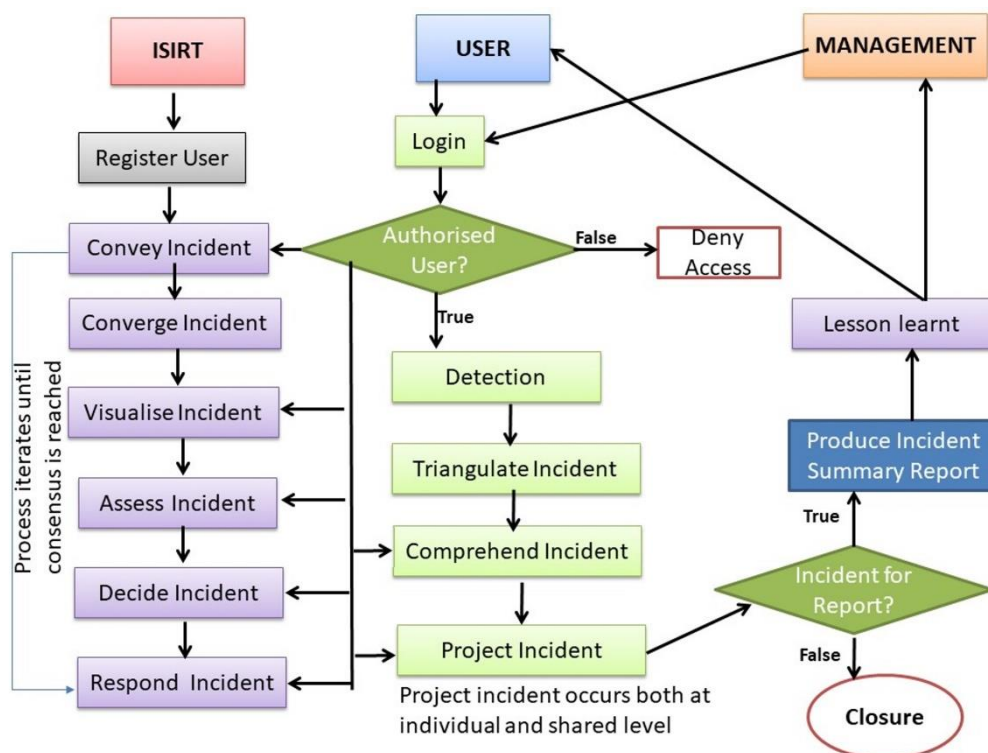 ISIRT
USER
MANAGEMENT
Register User
Login
Convey Incident
Authorised
User?
False
Deny
Access
True
Converge Incident
Lesson learnt
Process iterates until
consensus is reached
Visualise Incident
Detection
Produce Incident
Summary Report
Triangulate Incident
Assess Incident
True
Comprehend Incident
Decide Incident
Incident for
Report?
Project Incident
False
Respond Incident
Project incident occurs both at
individual and shared level
Closure